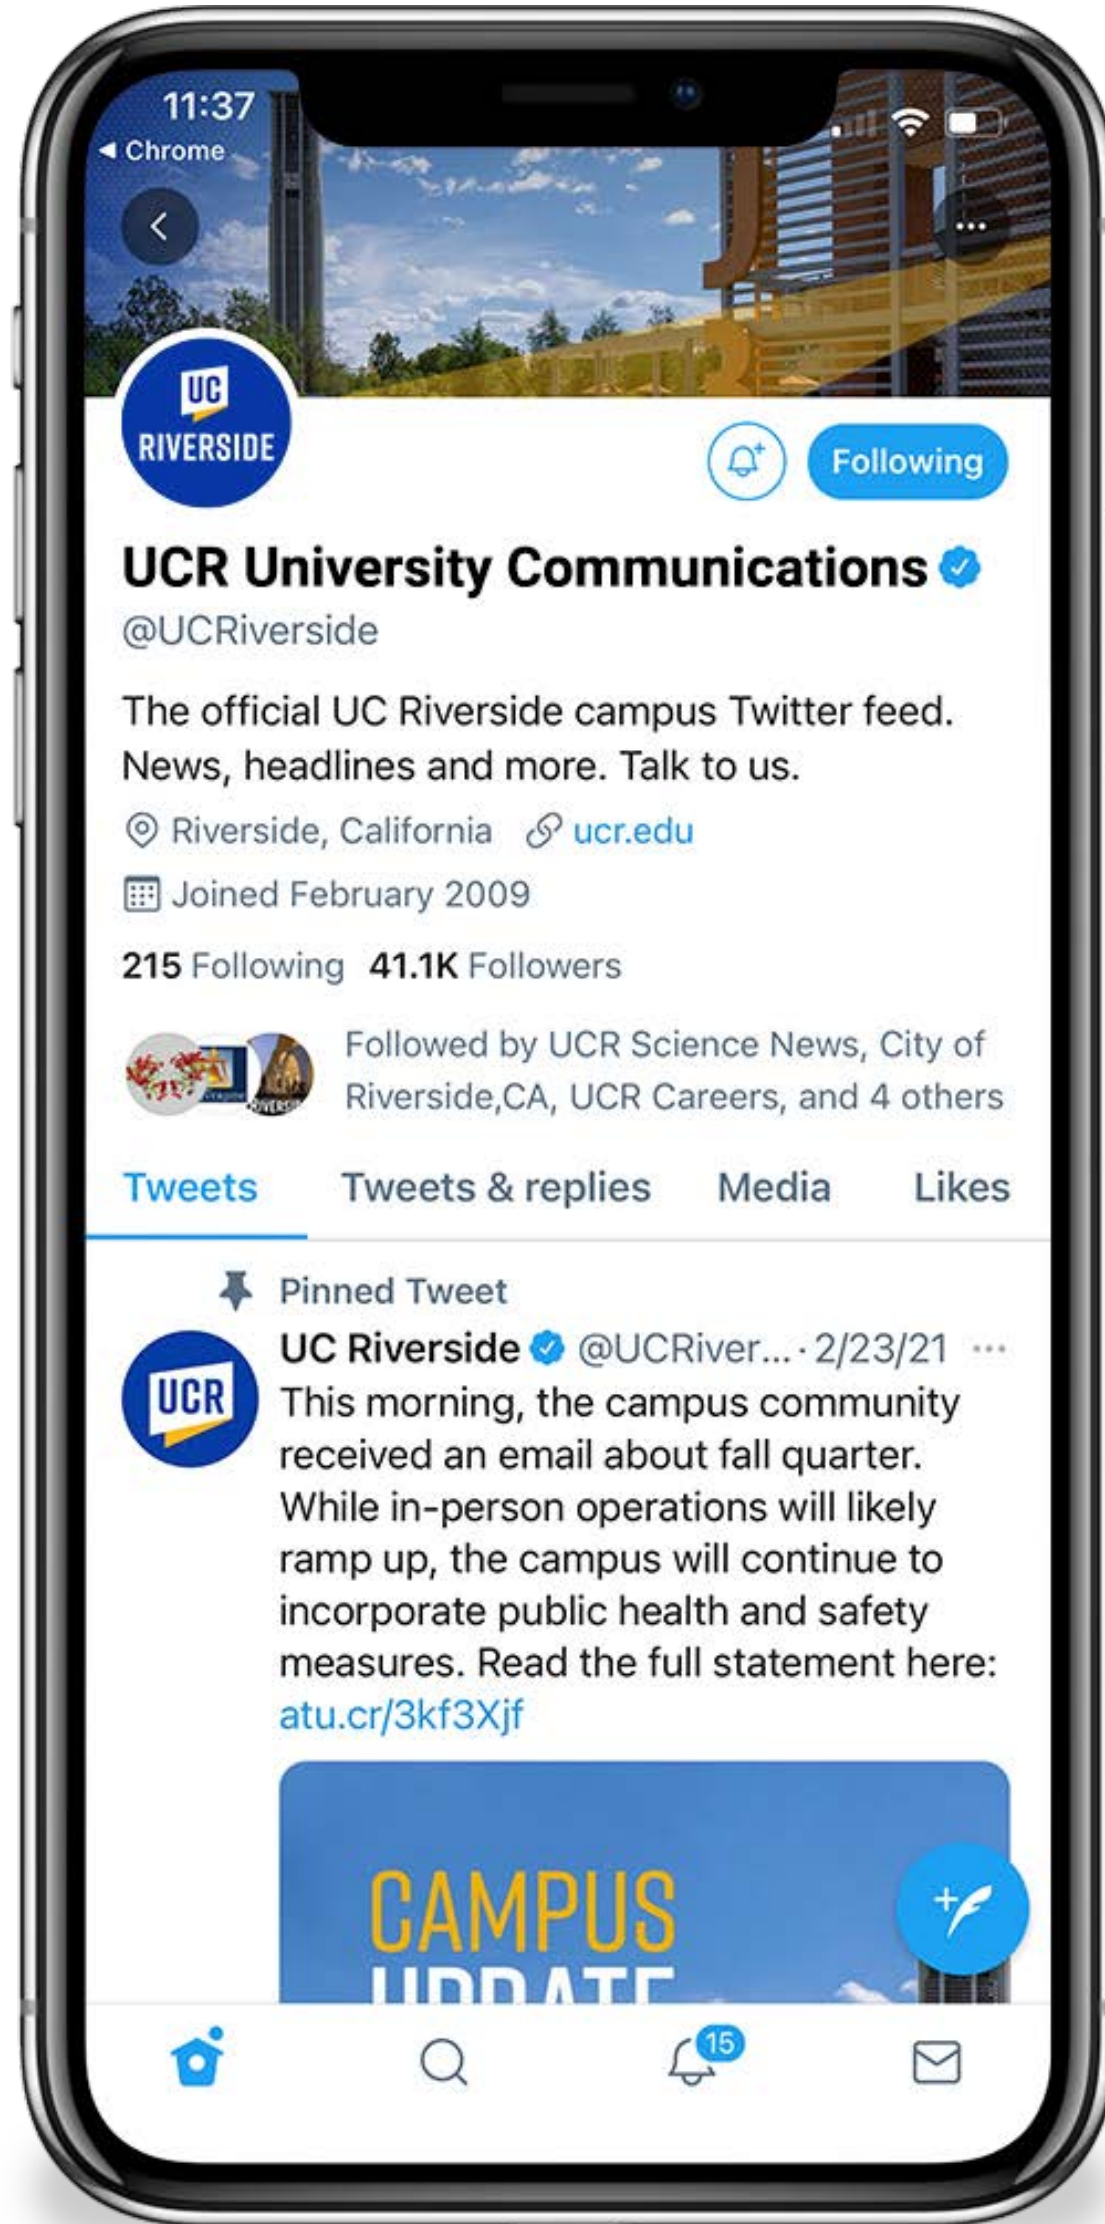 11:37
Chrome
UC
RIVERSIDE
Following
UCR University Communications
@UCRiverside
The official UC Riverside campus Twitter feed.
News, headlines and more. Talk to us.
Riverside, California ucr.edu
Joined February 2009
215 Following 41.1K Followers
Followed by UCR Science News, City of
Riverside,CA, UCR Careers, and 4 others
Tweets Tweets & replies Media Likes
Pinned Tweet
UC Riverside @UCRiver... · 2/23/21 ...
UCR
This morning, the campus community
received an email about fall quarter.
While in-person operations will likely
ramp up, the campus will continue to
incorporate public health and safety
measures. Read the full statement here:
atu.cr/3kf3Xjf
CAMPUS
UPDATE
15